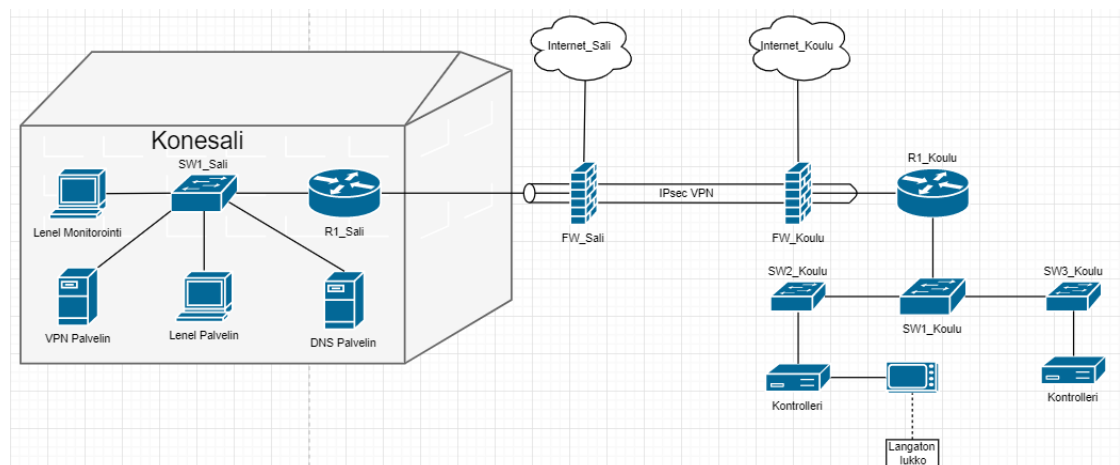 Internet_Sali
Internet_Koulu
Konesali
SW1_Sali
R1_Koulu
IPsec VPN
Lenel Monitorointi
R1_Sali
FW_Sali
FW_Koulu
SW2_Koulu
SW3_Koulu
SW1_Koulu
VPN Palvelin
Lenel Palvelin
DNS Palvelin
Kontrolleri
Kontrolleri
Langaton
lukko